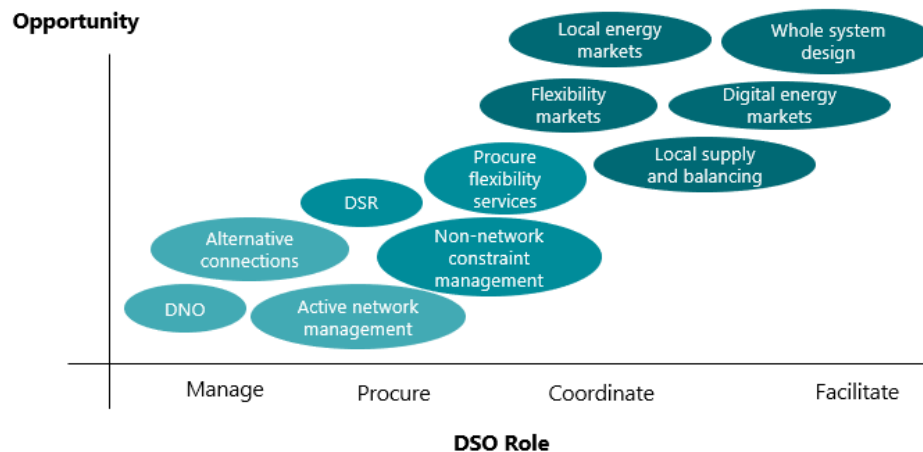 Opportunity
Local energy
markets
Whole system
design
Flexibility
markets
Digital energy
markets
Procure
flexibility
services
Local supply
and balancing
DSR
Alternative
connections
Non-network
constraint
management
DNO
Active network
management
Manage
Procure
Coordinate
Facilitate
DSO Role